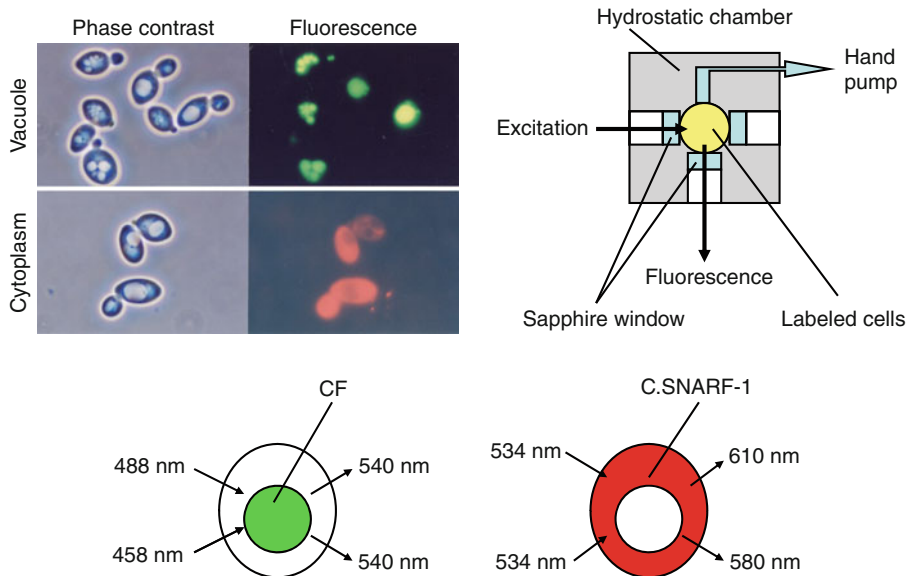 Phase contrast
Fluorescence
Vacuole
Cytoplasm
Hydrostatic chamber
Hand
pump
Excitation
Fluorescence
Sapphire window
Labeled cells
CF
488 nm
540 nm
458 nm
540 nm
C.SNARF-1
534 nm
610 nm
534 nm
580 nm